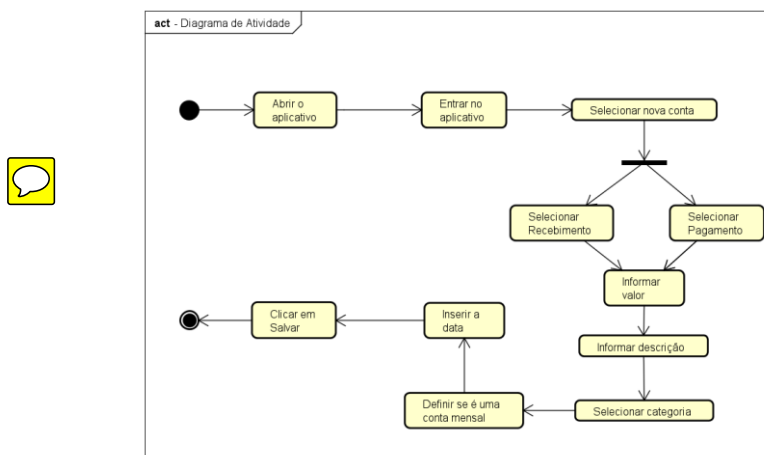 act - Diagrama de Atividade
Abrir o
aplicativo
Entrar no
aplicativo
Selecionar nova conta
Selecionar
Recebimento
Selecionar
Pagamento
Informar
valor
Informar descrição
Selecionar categoria
Definir se é uma
conta mensal
Inserir a
data
Clicar em
Salvar